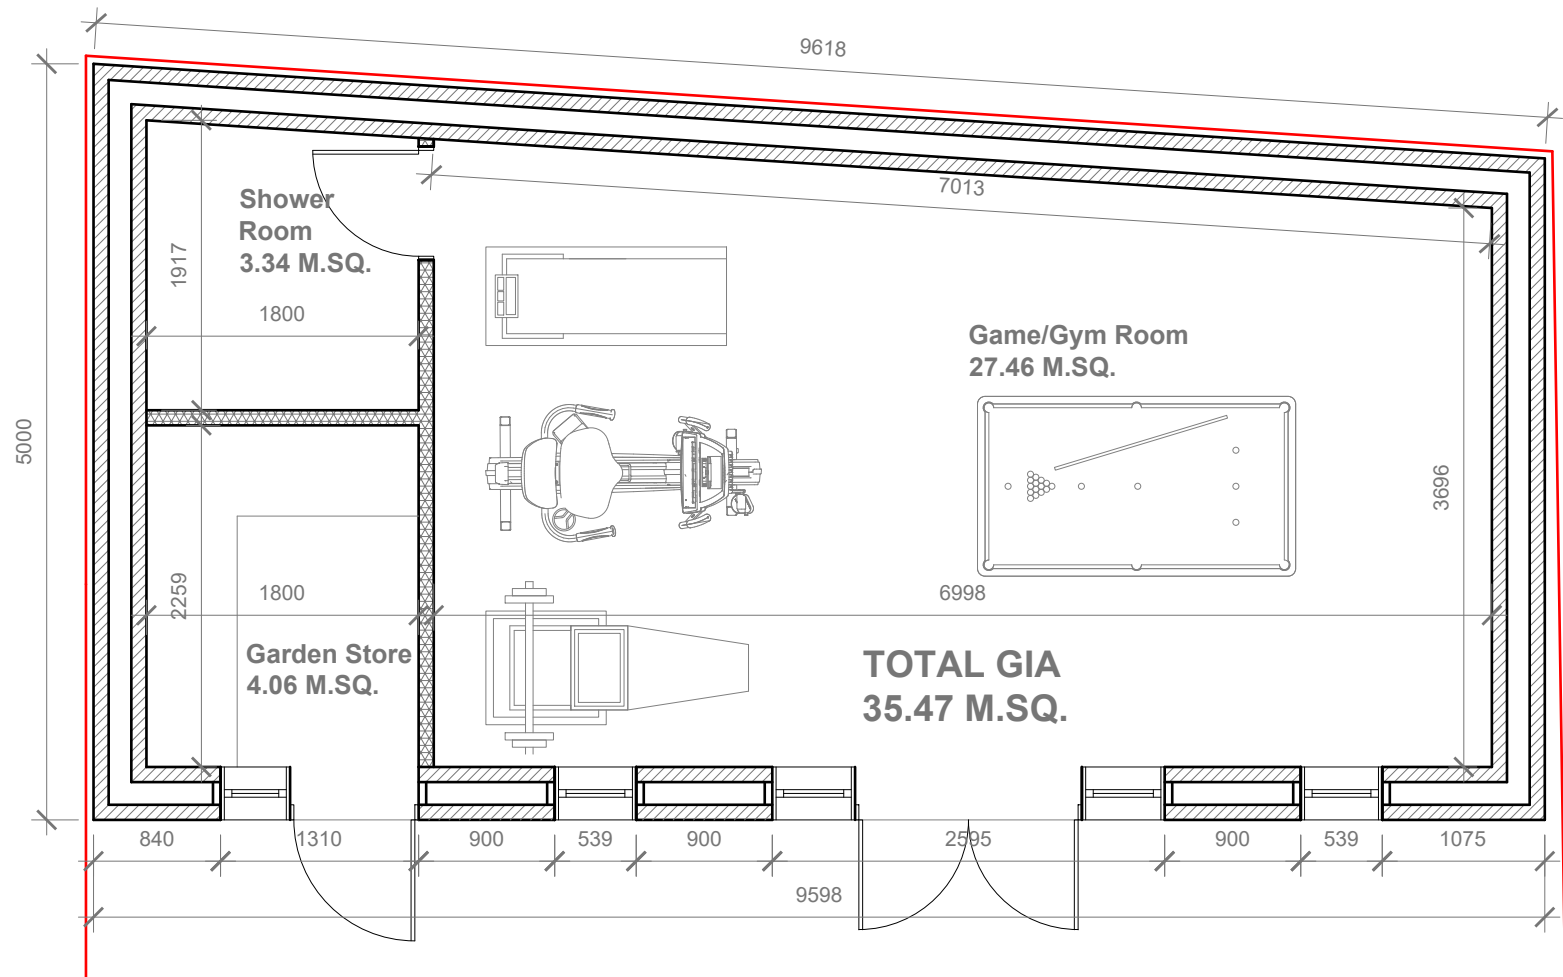 9618
7013
Shower
Room
3.34 M.SQ.
1917
1800
Game/Gym Room
27.46 M.SQ.
5000
3696
2259
1800
6998
Garden Store
4.06 M.SQ.
TOTAL GIA
35.47 M.SQ.
840
1310
900
539
900
2595
900
539
1075
9598